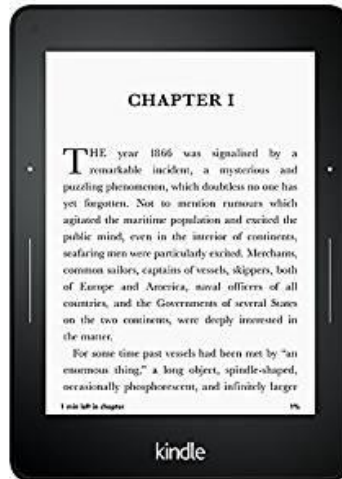 CHAPTER I
THE year 1866 was signalised by a
remarkable incident, a mysterious and
puzzling phenomenon, which doubtless no one has
yet forgotten. Not to mention rumours which
agitated the maritime population and excited the
public mind, even in the interior of continents,
seafaring men were particularly excited. Merchants,
common sailors, captains of vessels, skippers, both
of Europe and America, naval officers of all
countries, and the Governments of several States
on the two continents, were deeply interested in
the matter.
For some time past vessels had been met by “an
enormous thing,” a long object, spindle-shaped,
occasionally phosphorescent, and infinitely larger
1 min left in chapter 1%
kindle